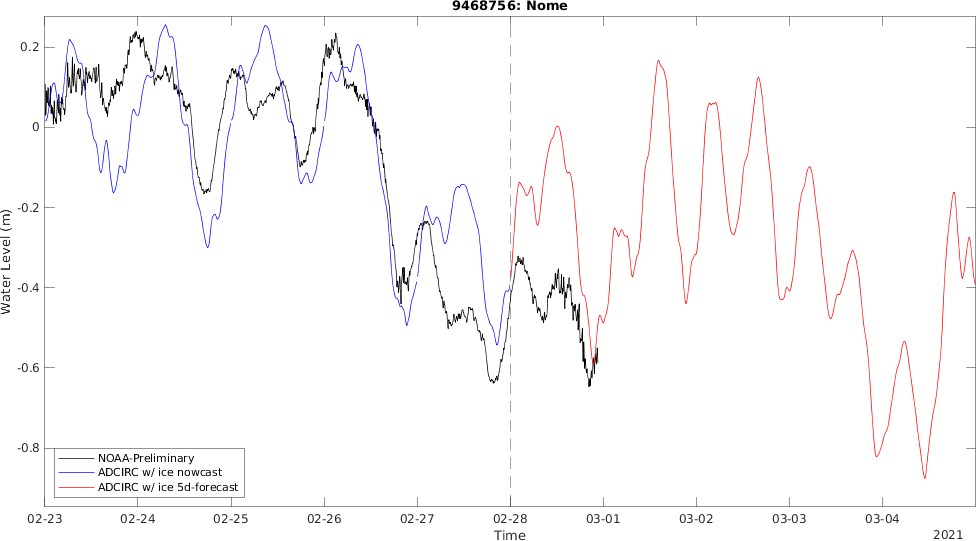 9468756: Nome
0.2
0
-0.2
-0.4
-0.6
-0.8
Water Level (m)
NOAA-Preliminary
ADCIRC w/ ice nowcast
ADCIRC w/ ice 5d-forecast
02-23 02-24 02-25 02-26 02-27 02-28 03-01 03-02 03-03 03-04
Time
2021